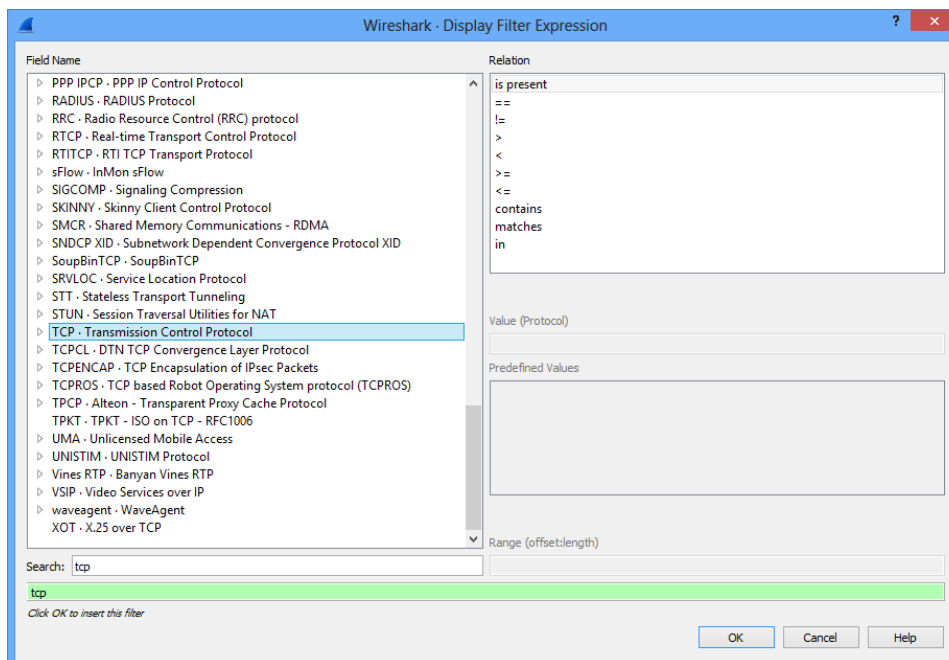 Wireshark · Display Filter Expression
?
×
Field Name
PPP IPCP · PPP IP Control Protocol
RADIUS · RADIUS Protocol
RRC · Radio Resource Control (RRC) protocol
RTCP · Real-time Transport Control Protocol
RTITCP · RTI TCP Transport Protocol
sFlow · InMon sFlow
SIGCOMP · Signaling Compression
SKINNY · Skinny Client Control Protocol
SMCR · Shared Memory Communications - RDMA
SNDCP XID · Subnetwork Dependent Convergence Protocol XID
SoupBinTCP · SoupBinTCP
SRVLOC · Service Location Protocol
STT · Stateless Transport Tunneling
STUN · Session Traversal Utilities for NAT
TCP · Transmission Control Protocol
TCPCL · DTN TCP Convergence Layer Protocol
TCPENCAP · TCP Encapsulation of IPsec Packets
TCPROS · TCP based Robot Operating System protocol (TCPROS)
TPCP · Alteon - Transparent Proxy Cache Protocol
TPKT · TPKT - ISO on TCP - RFC1006
UMA · Unlicensed Mobile Access
UNISTIM · UNISTIM Protocol
Vines RTP · Banyan Vines RTP
VSIP · Video Services over IP
waveagent · WaveAgent
XOT · X.25 over TCP
Relation
is present
==
!=
>
<
>=
<=
contains
matches
in
Value (Protocol)
Predefined Values
Range (offset:length)
Search: tcp
tcp
Click OK to insert this filter
OK
Cancel
Help